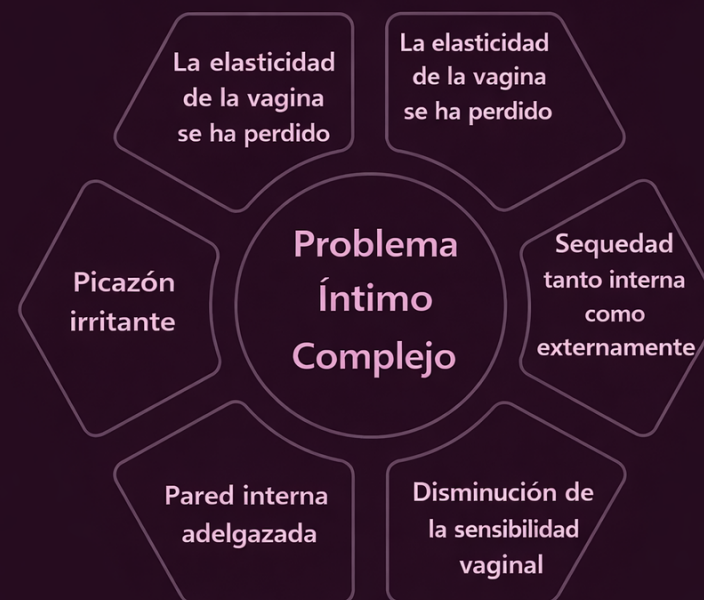 La elasticidad
de la vagina
se ha perdido
La elasticidad
de la vagina
se ha perdido
Picazón
irritante
Problema
Íntimo
Complejo
Sequedad
tanto interna
como
externamente
Pared interna
adelgazada
Disminución de
la sensibilidad
vaginal